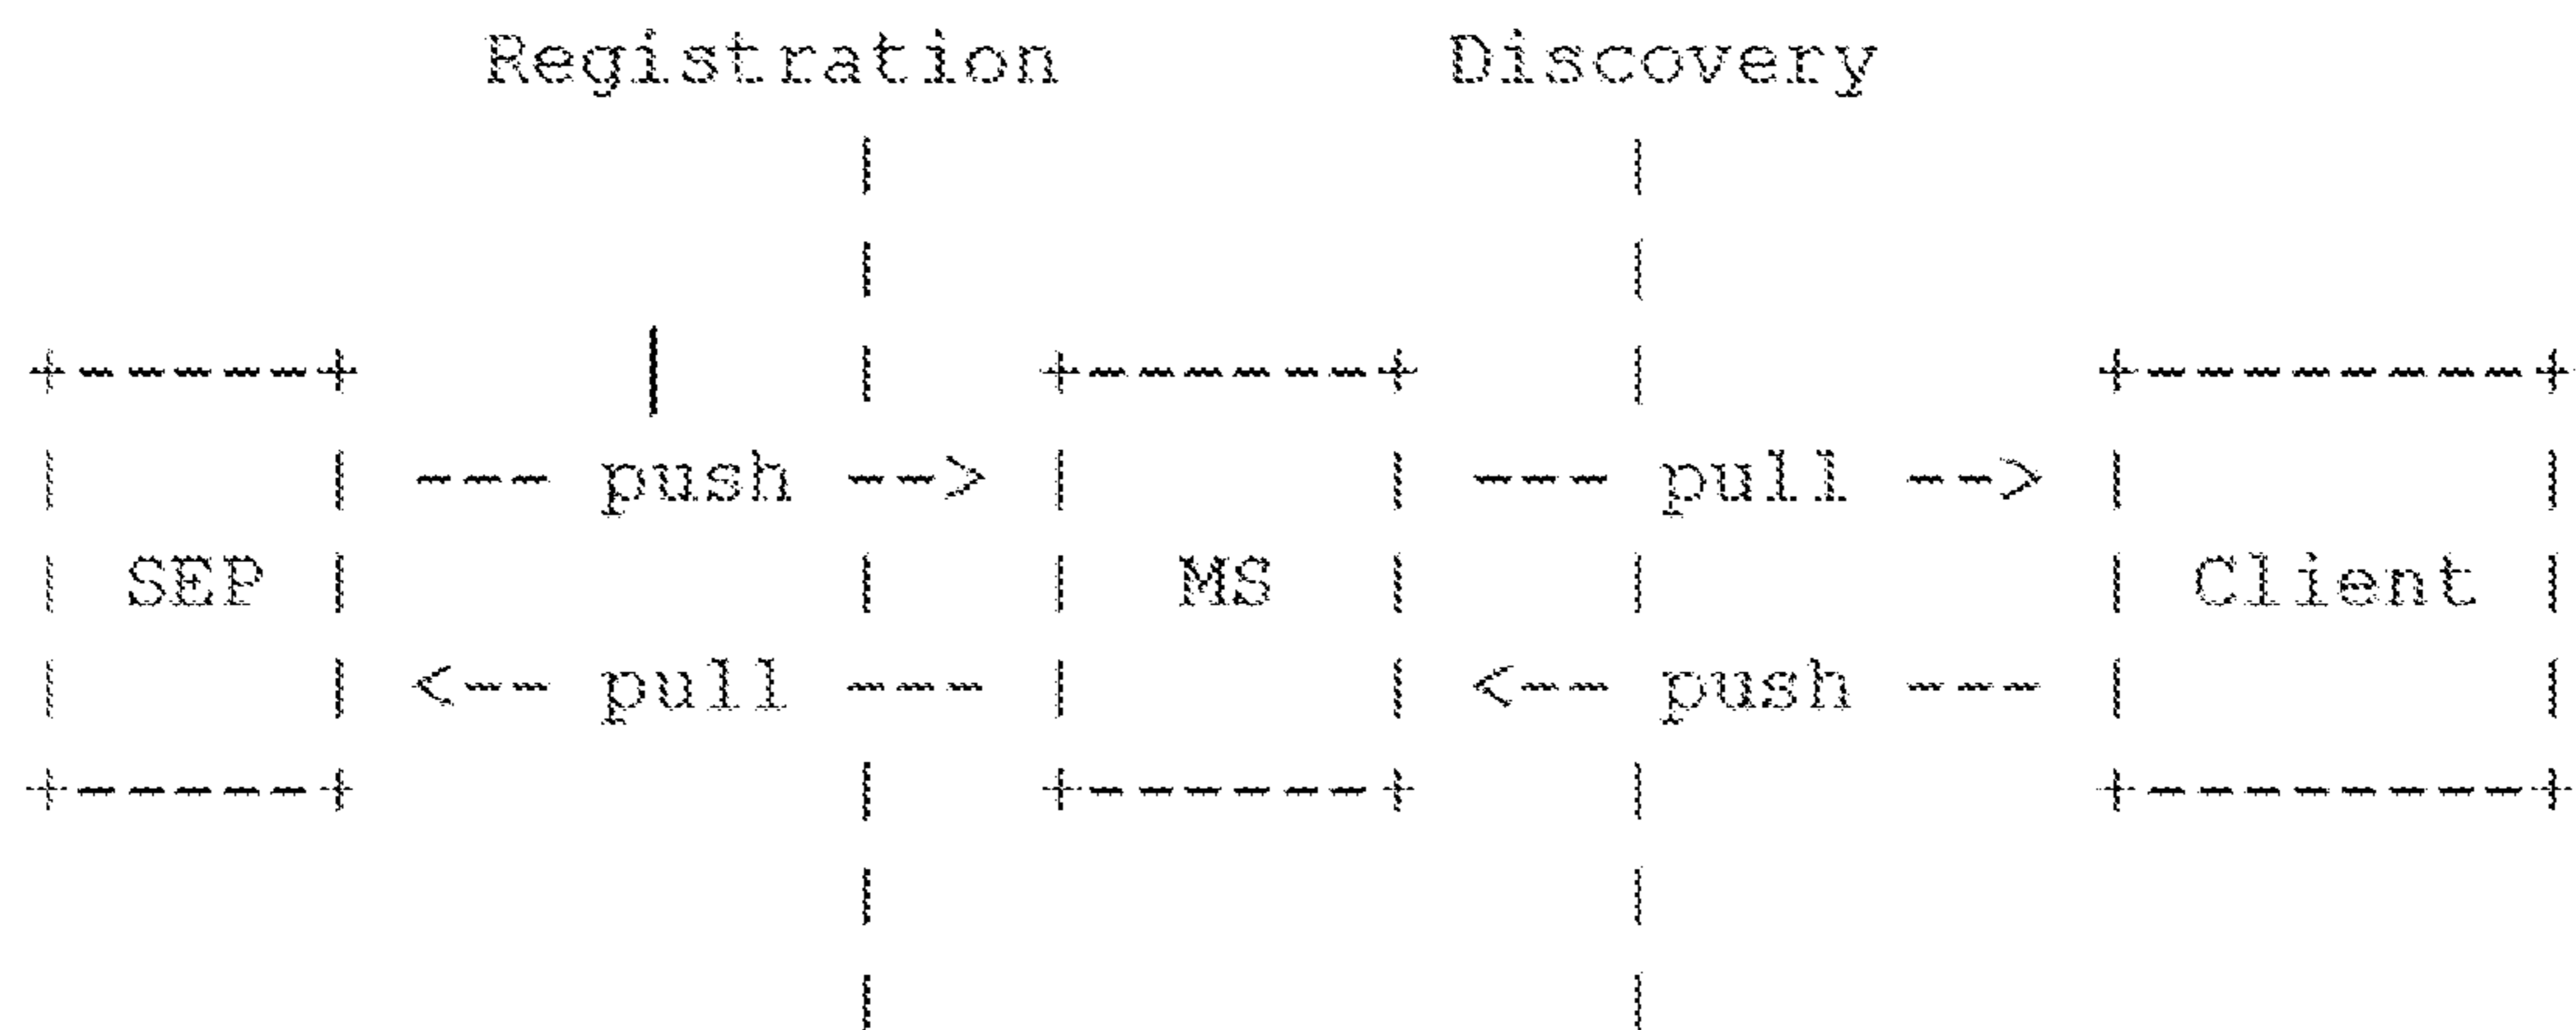 Registration Discovery
--- push --> --- pull -->
SEP MS Client
<-- pull --- <-- push ---